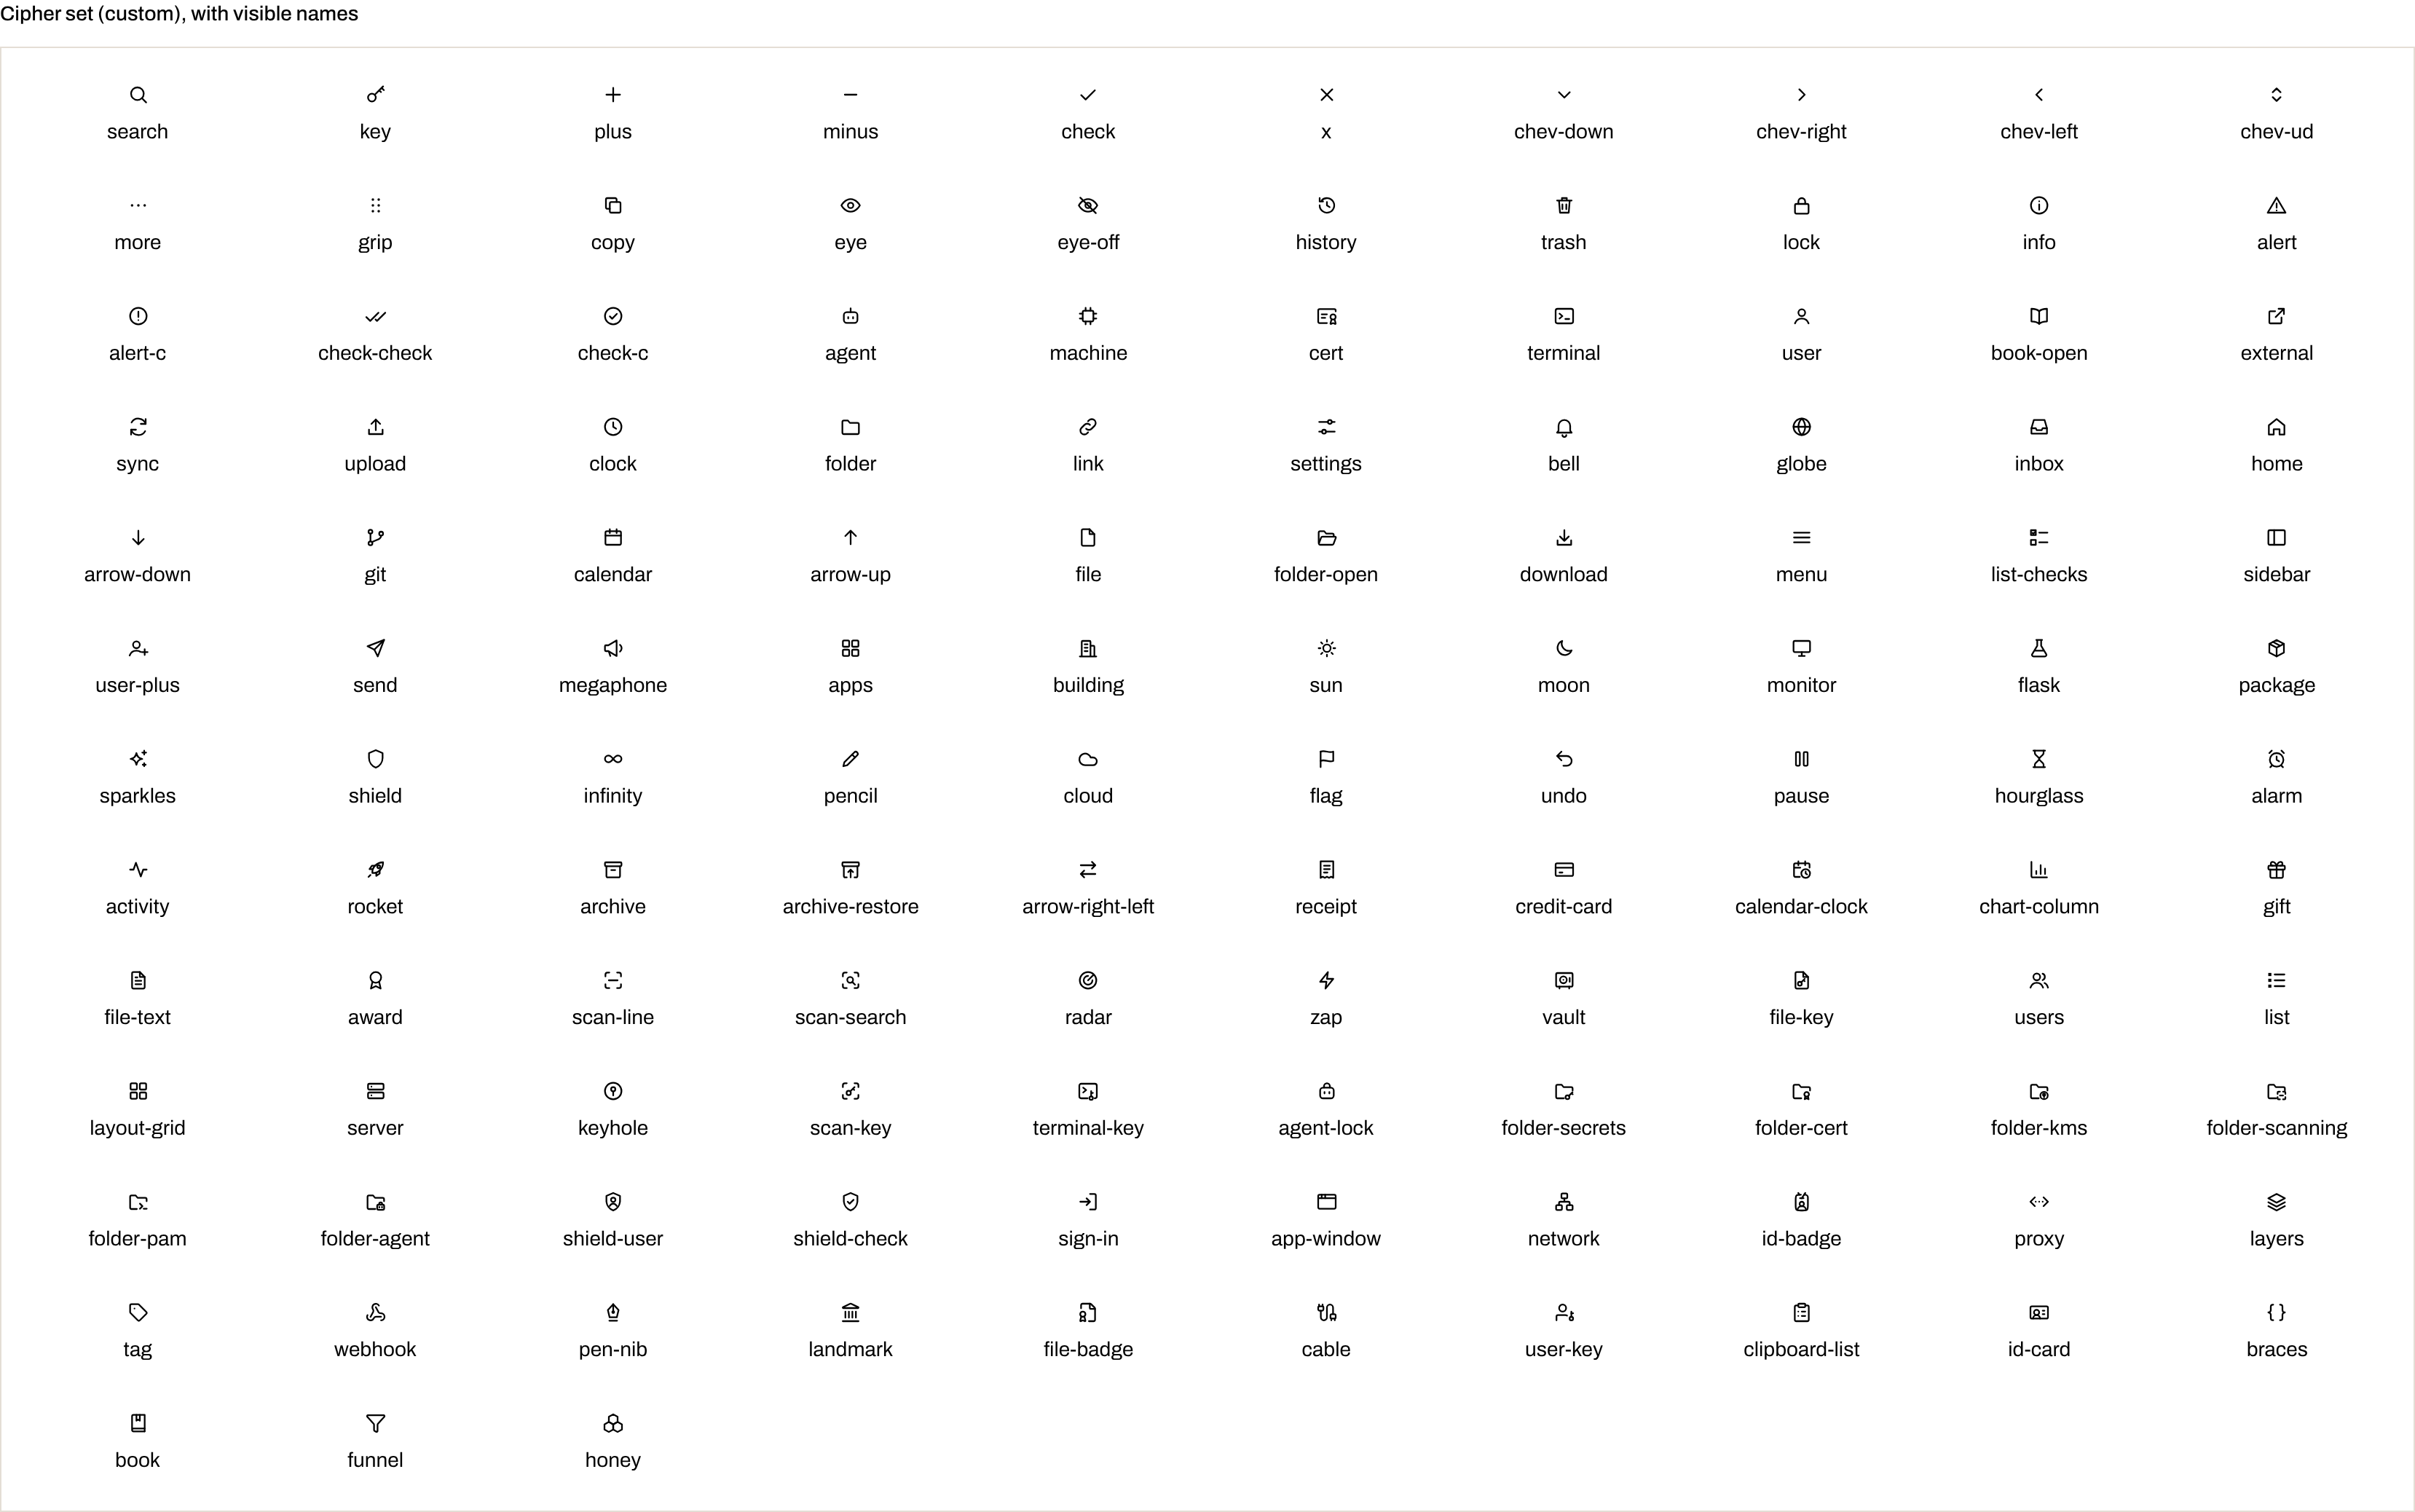 Cipher set (custom), with visible names
search key plus minus check x chev-down chev-right chev-left chev-ud
more grip copy eye eye-off history trash lock info alert
alert-c check-check check-c agent machine cert terminal user book-open external
sync upload clock folder link settings bell globe inbox home
arrow-down git calendar arrow-up file folder-open download menu list-checks sidebar
user-plus send megaphone apps building sun moon monitor flask package
sparkles shield infinity pencil cloud flag undo pause hourglass alarm
activity rocket archive archive-restore arrow-right-left receipt credit-card calendar-clock chart-column gift
file-text award scan-line scan-search radar zap vault file-key users list
layout-grid server keyhole scan-key terminal-key agent-lock folder-secrets folder-cert folder-kms folder-scanning
folder-pam folder-agent shield-user shield-check sign-in app-window network id-badge proxy layers
tag webhook pen-nib landmark file-badge cable user-key clipboard-list id-card braces
book funnel honey